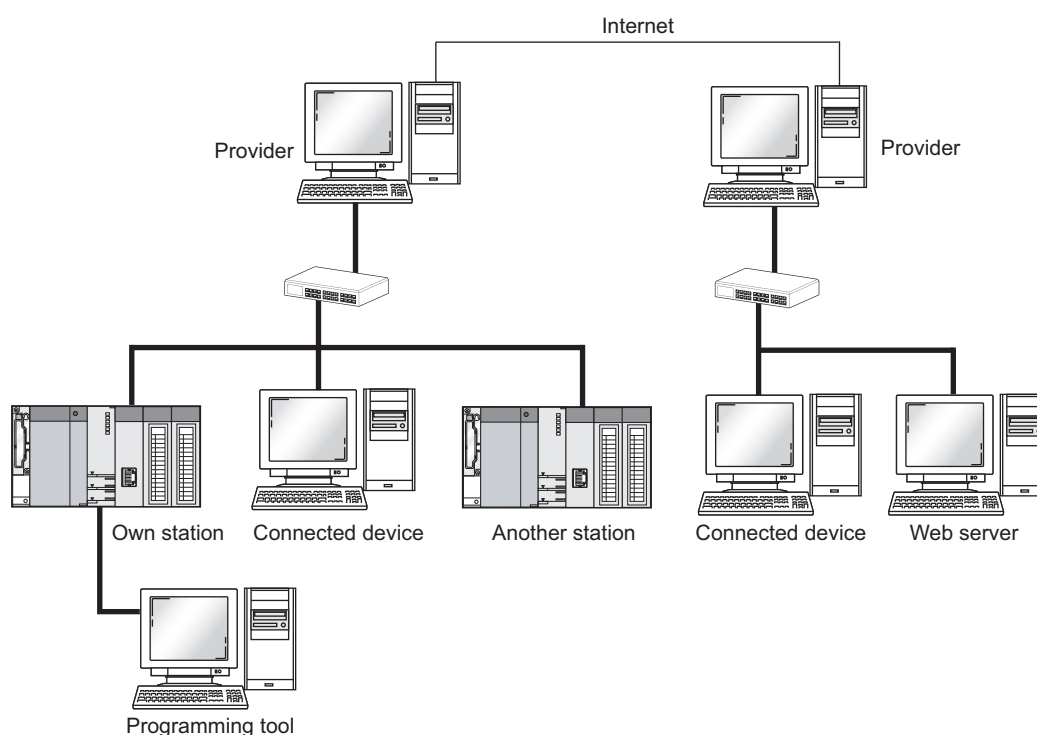 Internet
Provider
Provider
Own station
Connected device
Another station
Connected device
Web server
Programming tool